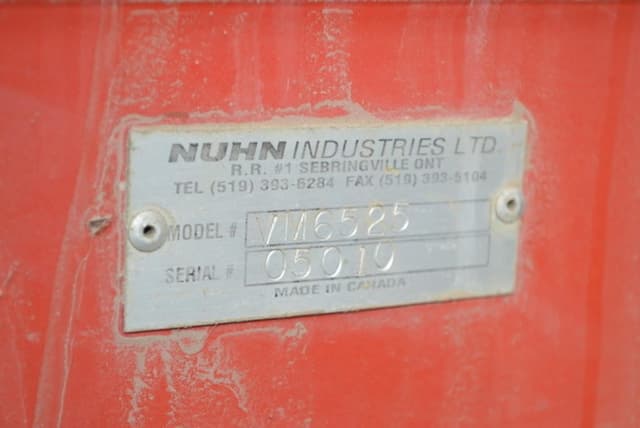 NUHN INDUSTRIES LTD.
R.R. #1 SEBRINGVILLE ONT
TEL (519) 393-6284 FAX (519) 393-5104
MODEL # VM6525
SERIAL # 05010
MADE IN CANADA